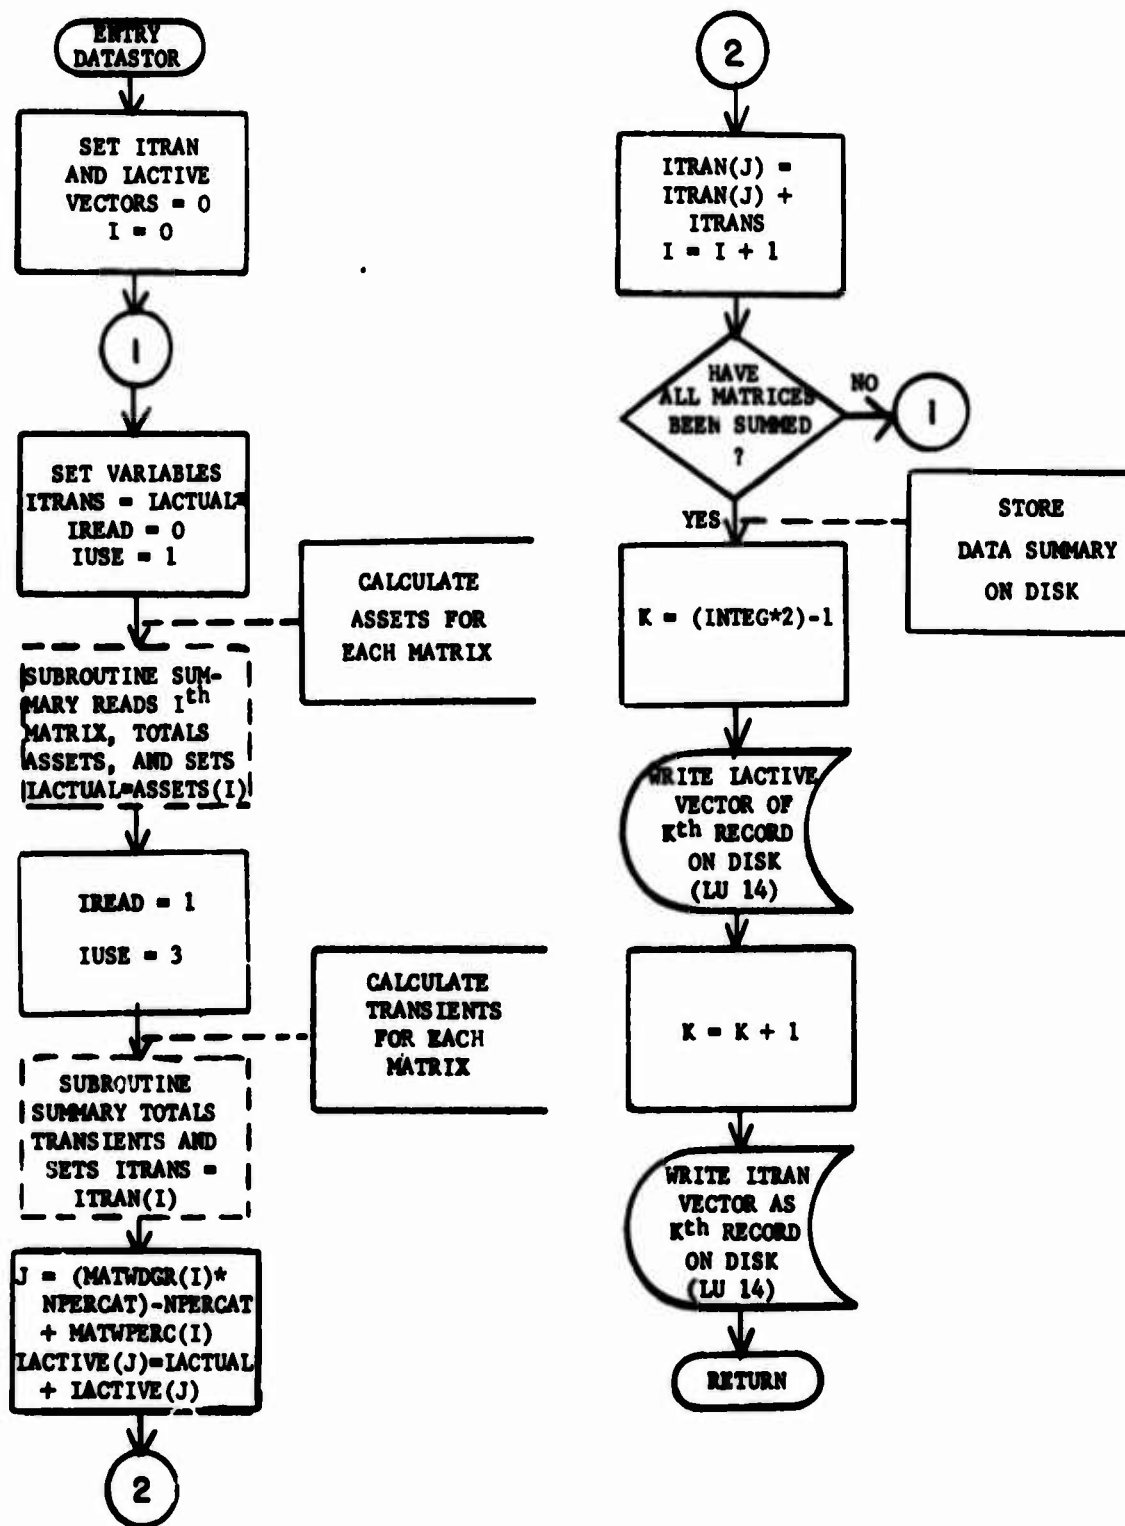 ENTRY
DATASTOR
SET ITRAN
AND IACTIVE
VECTORS = 0
I = 0
1
SET VARIABLES
ITRANS = IACTUAL=
IREAD = 0
IUSE = 1
CALCULATE
ASSETS FOR
EACH MATRIX
SUBROUTINE SUM-
MARY READS Ith
MATRIX, TOTALS
ASSETS, AND SETS
IACTUAL=ASSETS(I)
IREAD = 1
IUSE = 3
CALCULATE
TRANSIENTS
FOR EACH
MATRIX
SUBROUTINE
SUMMARY TOTALS
TRANSIENTS AND
SETS ITRANS =
ITRAN(I)
J = (MATWDGR(I)*
NPERCAT)-NPERCAT
+ MATWPERC(I)
IACTIVE(J)=IACTUAL
+ IACTIVE(J)
2
2
ITRAN(J) =
ITRAN(J) +
ITRANS
I = I + 1
HAVE
ALL MATRICES
BEEN SUMMED
?
NO
1
YES
STORE
DATA SUMMARY
ON DISK
K = (INTEG*2)-1
WRITE IACTIVE
VECTOR OF
Kth RECORD
ON DISK
(LU 14)
K = K + 1
WRITE ITRAN
VECTOR AS
Kth RECORD
ON DISK
(LU 14)
RETURN